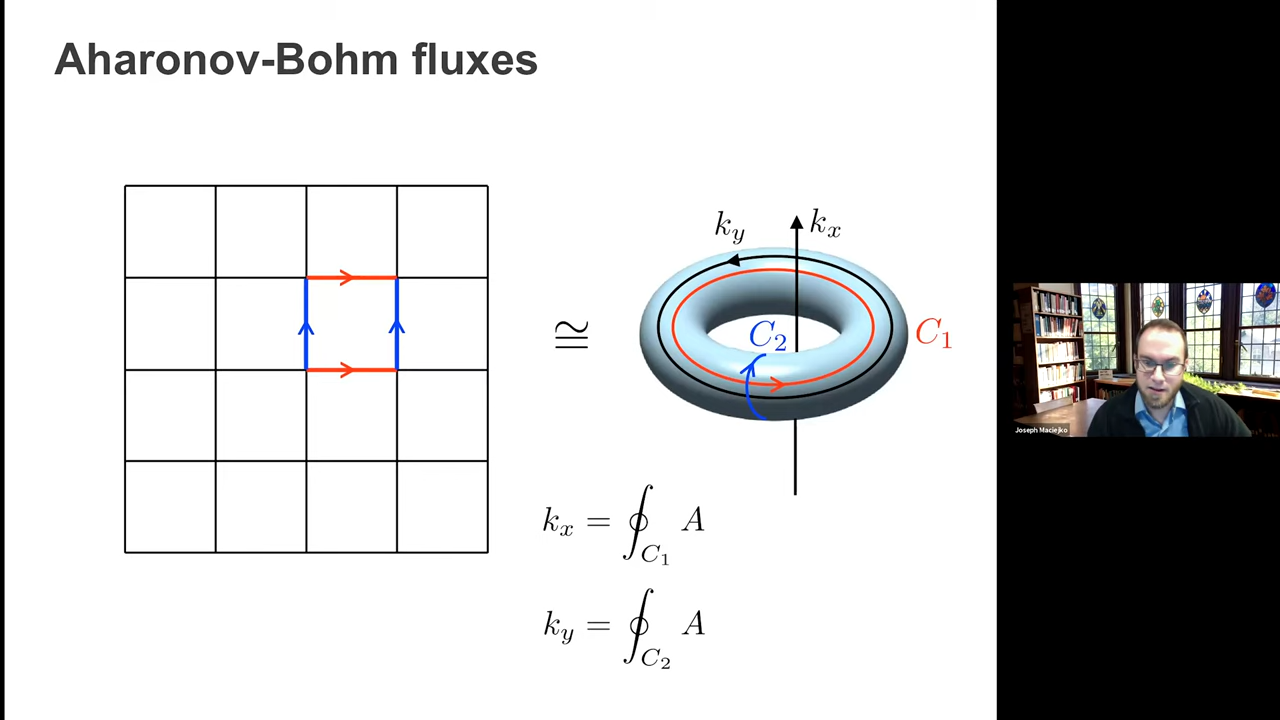 Aharonov-Bohm fluxes
k_y
k_x
C_2
C_1
≅
k_x = ∮_{C_1} A
k_y = ∮_{C_2} A
Joseph Maciejko